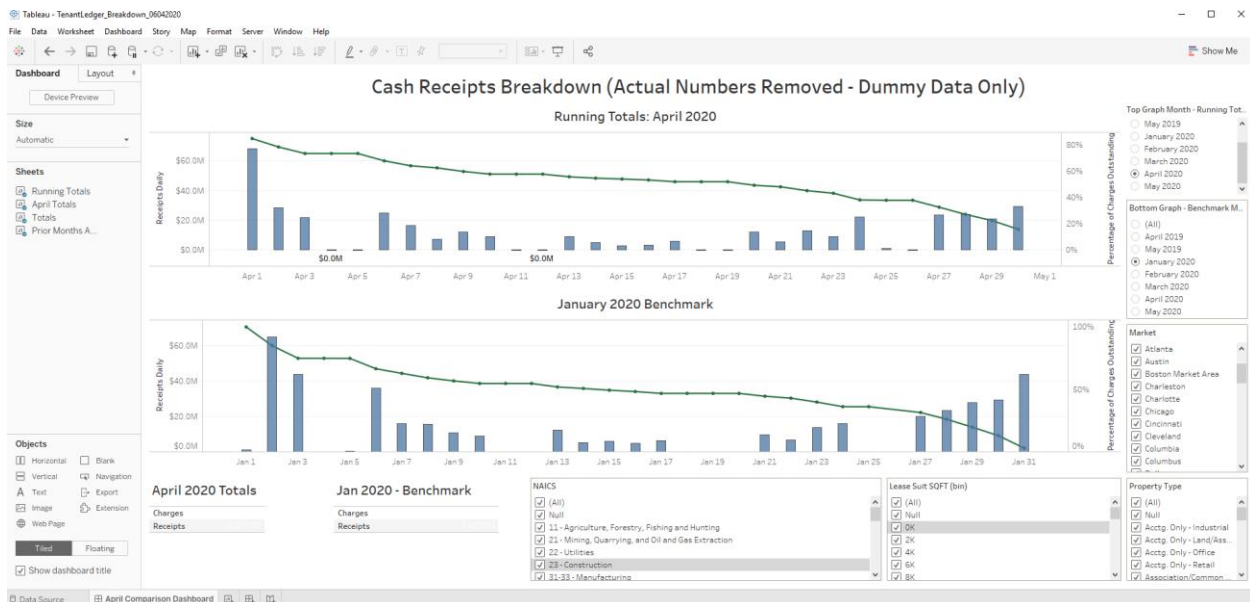 Tableau - TenantLedger_Breakdown_06042020
File Data Worksheet Dashboard Story Map Format Server Window Help
Show Me
Dashboard Layout
Device Preview
Size
Automatic
Sheets
Running Totals
April Totals
Totals
Prior Months A...
Objects
Horizontal Blank
Vertical Navigation
Text Export
Image Extension
Web Page
Tiled Floating
Show dashboard title
Cash Receipts Breakdown (Actual Numbers Removed - Dummy Data Only)
Running Totals: April 2020
Receipts Daily
$60.0M
$40.0M
$20.0M
$0.0M
$0.0M $0.0M
80%
60%
40%
20%
0%
Percentage of Charges Outstanding
Apr 1 Apr 3 Apr 5 Apr 7 Apr 9 Apr 11 Apr 13 Apr 15 Apr 17 Apr 19 Apr 21 Apr 23 Apr 25 Apr 27 Apr 29 May 1
January 2020 Benchmark
Receipts Daily
$60.0M
$40.0M
$20.0M
$0.0M
100%
50%
0%
Percentage of Charges Outstanding
Jan 1 Jan 3 Jan 5 Jan 7 Jan 9 Jan 11 Jan 13 Jan 15 Jan 17 Jan 19 Jan 21 Jan 23 Jan 25 Jan 27 Jan 29 Jan 31
April 2020 Totals
Charges
Receipts
Jan 2020 - Benchmark
Charges
Receipts
NAICS
(All)
Null
11 - Agriculture, Forestry, Fishing and Hunting
21 - Mining, Quarrying, and Oil and Gas Extraction
22 - Utilities
23 - Construction
31-33 - Manufacturing
Lease Suit SQFT (bin)
(All)
Null
0K
2K
4K
6K
8K
Top Graph Month - Running Tot..
May 2019
January 2020
February 2020
March 2020
April 2020
May 2020
Bottom Graph - Benchmark M..
(All)
April 2019
May 2019
January 2020
February 2020
March 2020
April 2020
May 2020
Market
Atlanta
Austin
Boston Market Area
Charleston
Charlotte
Chicago
Cincinnati
Cleveland
Columbia
Columbus
Property Type
(All)
Null
Acctg. Only - Industrial
Acctg. Only - Land/Ass...
Acctg. Only - Office
Acctg. Only - Retail
Association/Common ...
Data Source April Comparison Dashboard